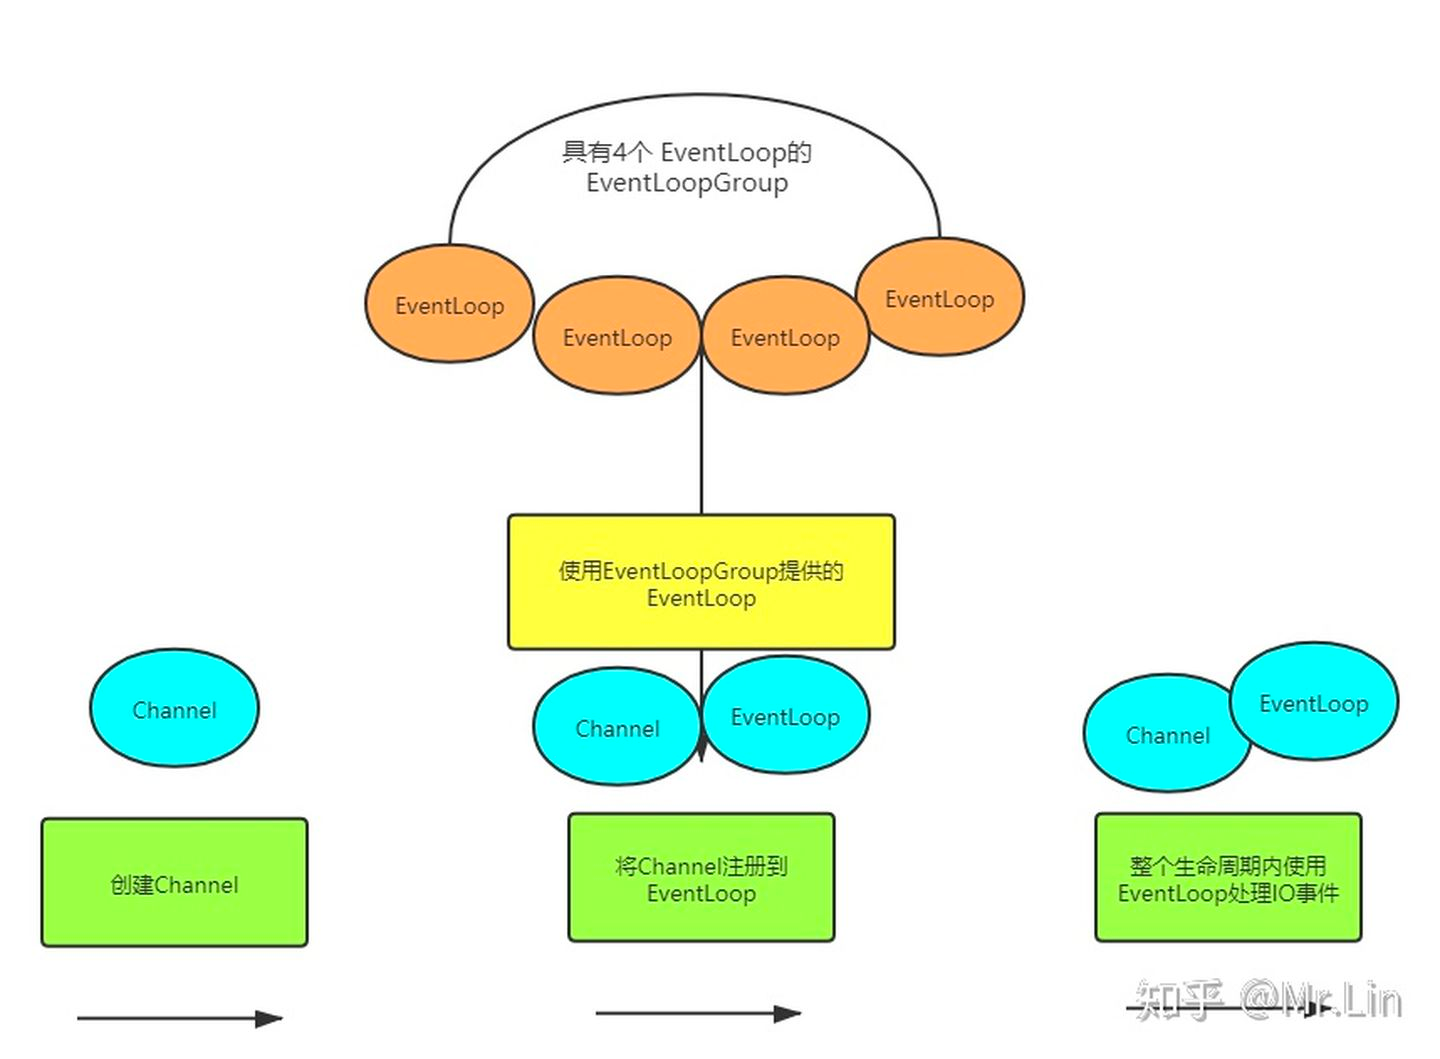 具有4个 EventLoop的
EventLoopGroup
EventLoop
EventLoop
EventLoop
EventLoop
使用EventLoopGroup提供的
EventLoop
Channel
Channel
EventLoop
Channel
EventLoop
创建Channel
将Channel注册到
EventLoop
整个生命周期内使用
EventLoop处理IO事件
知乎 @Mr.Lin